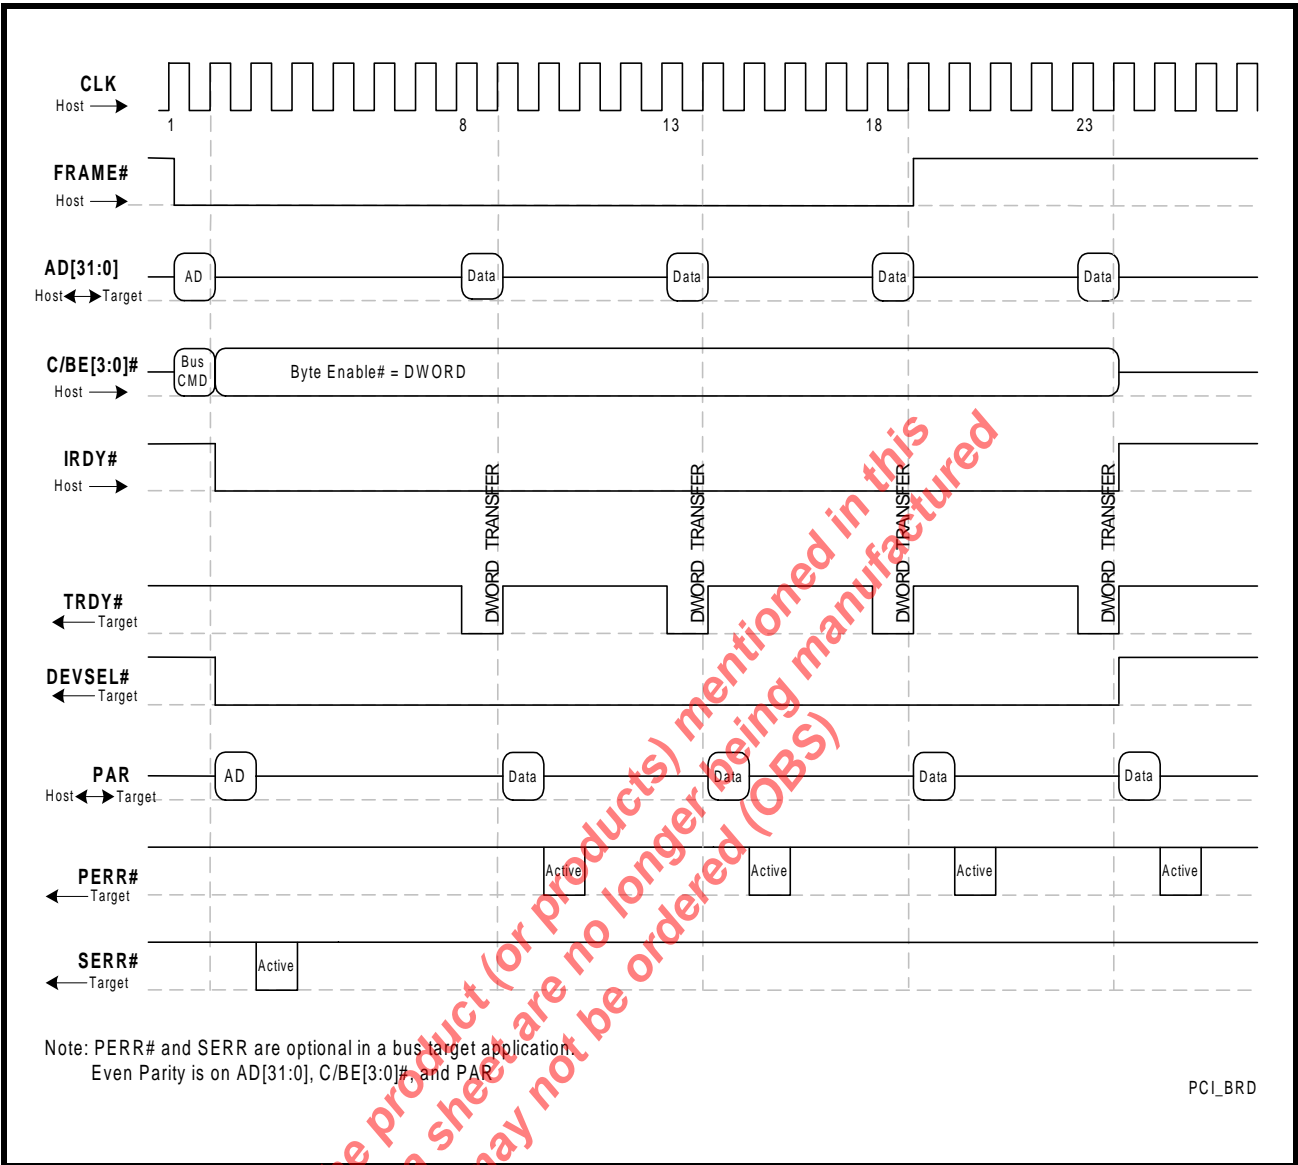 CLK
Host
1 8 13 18 23
FRAME#
Host
AD[31:0]
Host Target
AD Data Data Data Data
C/BE[3:0]#
Host
Bus
CMD
Byte Enable# = DWORD
IRDY#
Host
DWORD TRANSFER
DWORD TRANSFER
DWORD TRANSFER
DWORD TRANSFER
TRDY#
Target
DEVSEL#
Target
PAR
Host Target
AD Data Data Data Data
PERR#
Target
Active Active Active Active
SERR#
Target
Active
Note: PERR# and SERR are optional in a bus target application.
Even Parity is on AD[31:0], C/BE[3:0]#, and PAR
PCI_BRD
product (or products) mentioned in this
sheet are no longer being manufactured
may not be ordered (OBS)